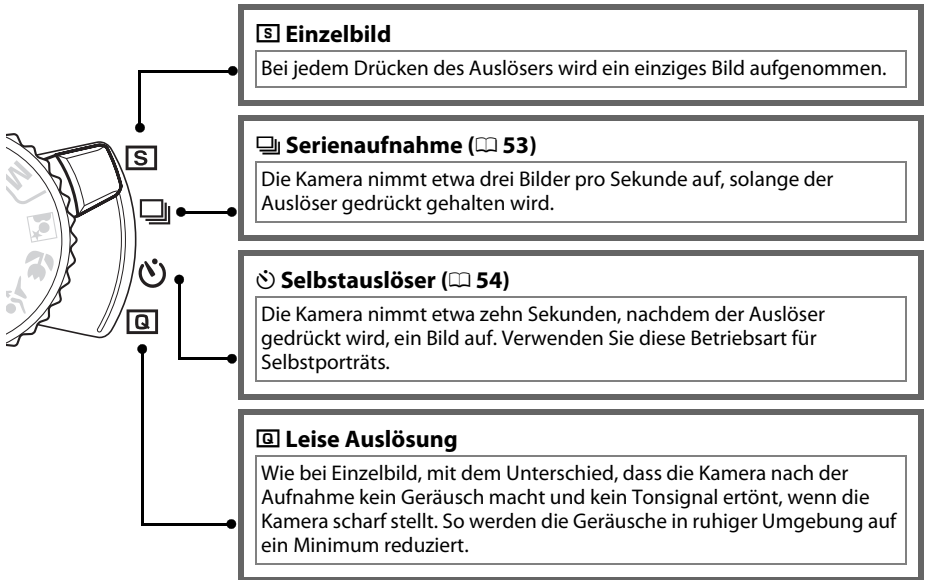 S Einzelbild
Bei jedem Drücken des Auslösers wird ein einziges Bild aufgenommen.
S
Serienaufnahme (53)
Die Kamera nimmt etwa drei Bilder pro Sekunde auf, solange der
Auslöser gedrückt gehalten wird.
Selbstauslöser (54)
Die Kamera nimmt etwa zehn Sekunden, nachdem der Auslöser
gedrückt wird, ein Bild auf. Verwenden Sie diese Betriebsart für
Selbstporträts.
Q
Q Leise Auslösung
Wie bei Einzelbild, mit dem Unterschied, dass die Kamera nach der
Aufnahme kein Geräusch macht und kein Tonsignal ertönt, wenn die
Kamera scharf stellt. So werden die Geräusche in ruhiger Umgebung auf
ein Minimum reduziert.
M